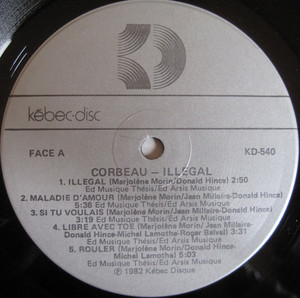 kébec-disc
FACE A
KD-540
CORBEAU – ILLEGAL
1. ILLEGAL (Marjolène Morin/Donald Hince) 2:50
Ed Musique Thésis/Ed Arsis Musique
2. MALADIE D'AMOUR (Marjolène Morin/Jean Millaire-Donald Hince)
5:36 Ed Musique Thésis/Ed Arsis Musique
3. SI TU VOULAIS (Marjolène Morin/Jean Millaire-Donald Hince)
3:19 Ed Musique Thésis/Ed Arsis Musique
4. LIBRE AVEC TOE (Marjolène Morin/Jean Millaire-
Donald Hince-Michel Lamothe-Roger Belval) 3:31
Ed Musique Thésis/Ed Arsis Musique
5. ROULER (Marjolène Morin/Donald Hince-
Michel Lamothe) 5:03
Ed Musique Thésis/Ed Arsis Musique
℗ 1982 Kébec Disque